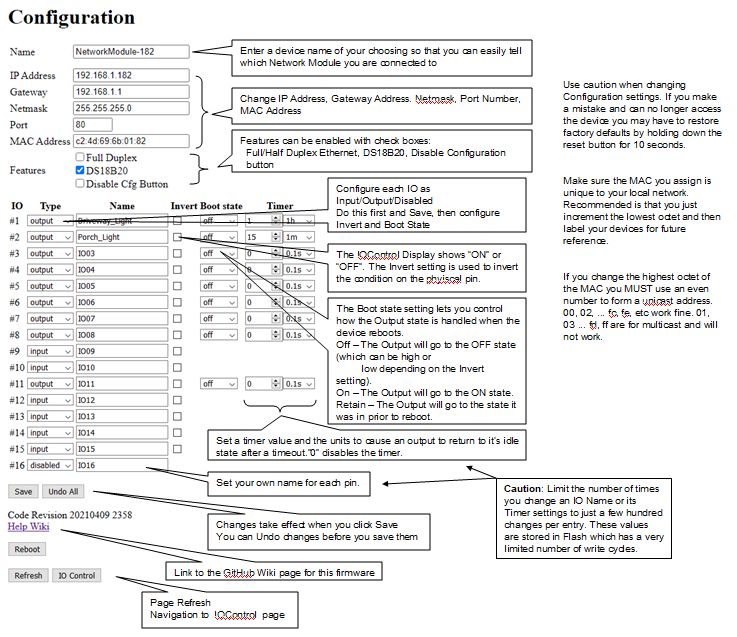 Configuration
Name NetworkModule-182
Enter a device name of your choosing so that you can easily tell
which Network Module you are connected to
IP Address 192.168.1.182
Gateway 192.168.1.1
Netmask 255.255.255.0
Port 80
MAC Address c2:4d:69:6b:01:82
Change IP Address, Gateway Address. Netmask, Port Number,
MAC Address
Features
Full Duplex
DS18B20
Disable Cfg Button
Features can be enabled with check boxes:
Full/Half Duplex Ethernet, DS18B20, Disable Configuration
button
Use caution when changing
Configuration settings. If you make
a mistake and can no longer access
the device you may have to restore
factory defaults by holding down the
reset button for 10 seconds.
Make sure the MAC you assign is
unique to your local network.
Recommended is that you just
increment the lowest octet and then
label your devices for future
reference.
If you change the highest octet of
the MAC you MUST use an even
number to form a unicast address.
00, 02, ... fc, fe, etc work fine. 01,
03 ... fd, ff are for multicast and will
not work.
IO Type Name Invert Boot state Timer
#1 output Driveway_Light off 1 1h
#2 output Porch_Light off 15 1m
#3 output IO03 off 0 0.1s
#4 output IO04 off 0 0.1s
#5 output IO05 off 0 0.1s
#6 output IO06 off 0 0.1s
#7 output IO07 off 0 0.1s
#8 output IO08 off 0 0.1s
#9 input IO09
#10 input IO10
#11 output IO11 off 0 0.1s
#12 input IO12
#13 input IO13
#14 input IO14
#15 input IO15
#16 disabled IO16
Configure each IO as
Input/Output/Disabled
Do this first and Save, then configure
Invert and Boot State
The IOControl Display shows "ON" or
"OFF". The Invert setting is used to invert
the condition on the phyiscal pin.
The Boot state setting lets you control
how the Output state is handled when the
device reboots.
Off – The Output will go to the OFF state
(which can be high or
low depending on the Invert
setting).
On – The Output will go to the ON state.
Retain – The Output will go to the state it
was in prior to reboot.
Set a timer value and the units to cause an output to return to it's idle
state after a timeout."0" disables the timer.
Set your own name for each pin.
Caution: Limit the number of times
you change an IO Name or its
Timer settings to just a few hundred
changes per entry. These values
are stored in Flash which has a very
limited number of write cycles.
Save Undo All
Changes take effect when you click Save
You can Undo changes before you save them
Code Revision 20210409 2358
Help Wiki
Reboot
Link to the GitHub Wiki page for this firmware
Refresh IO Control
Page Refresh
Navigation to IOControl page